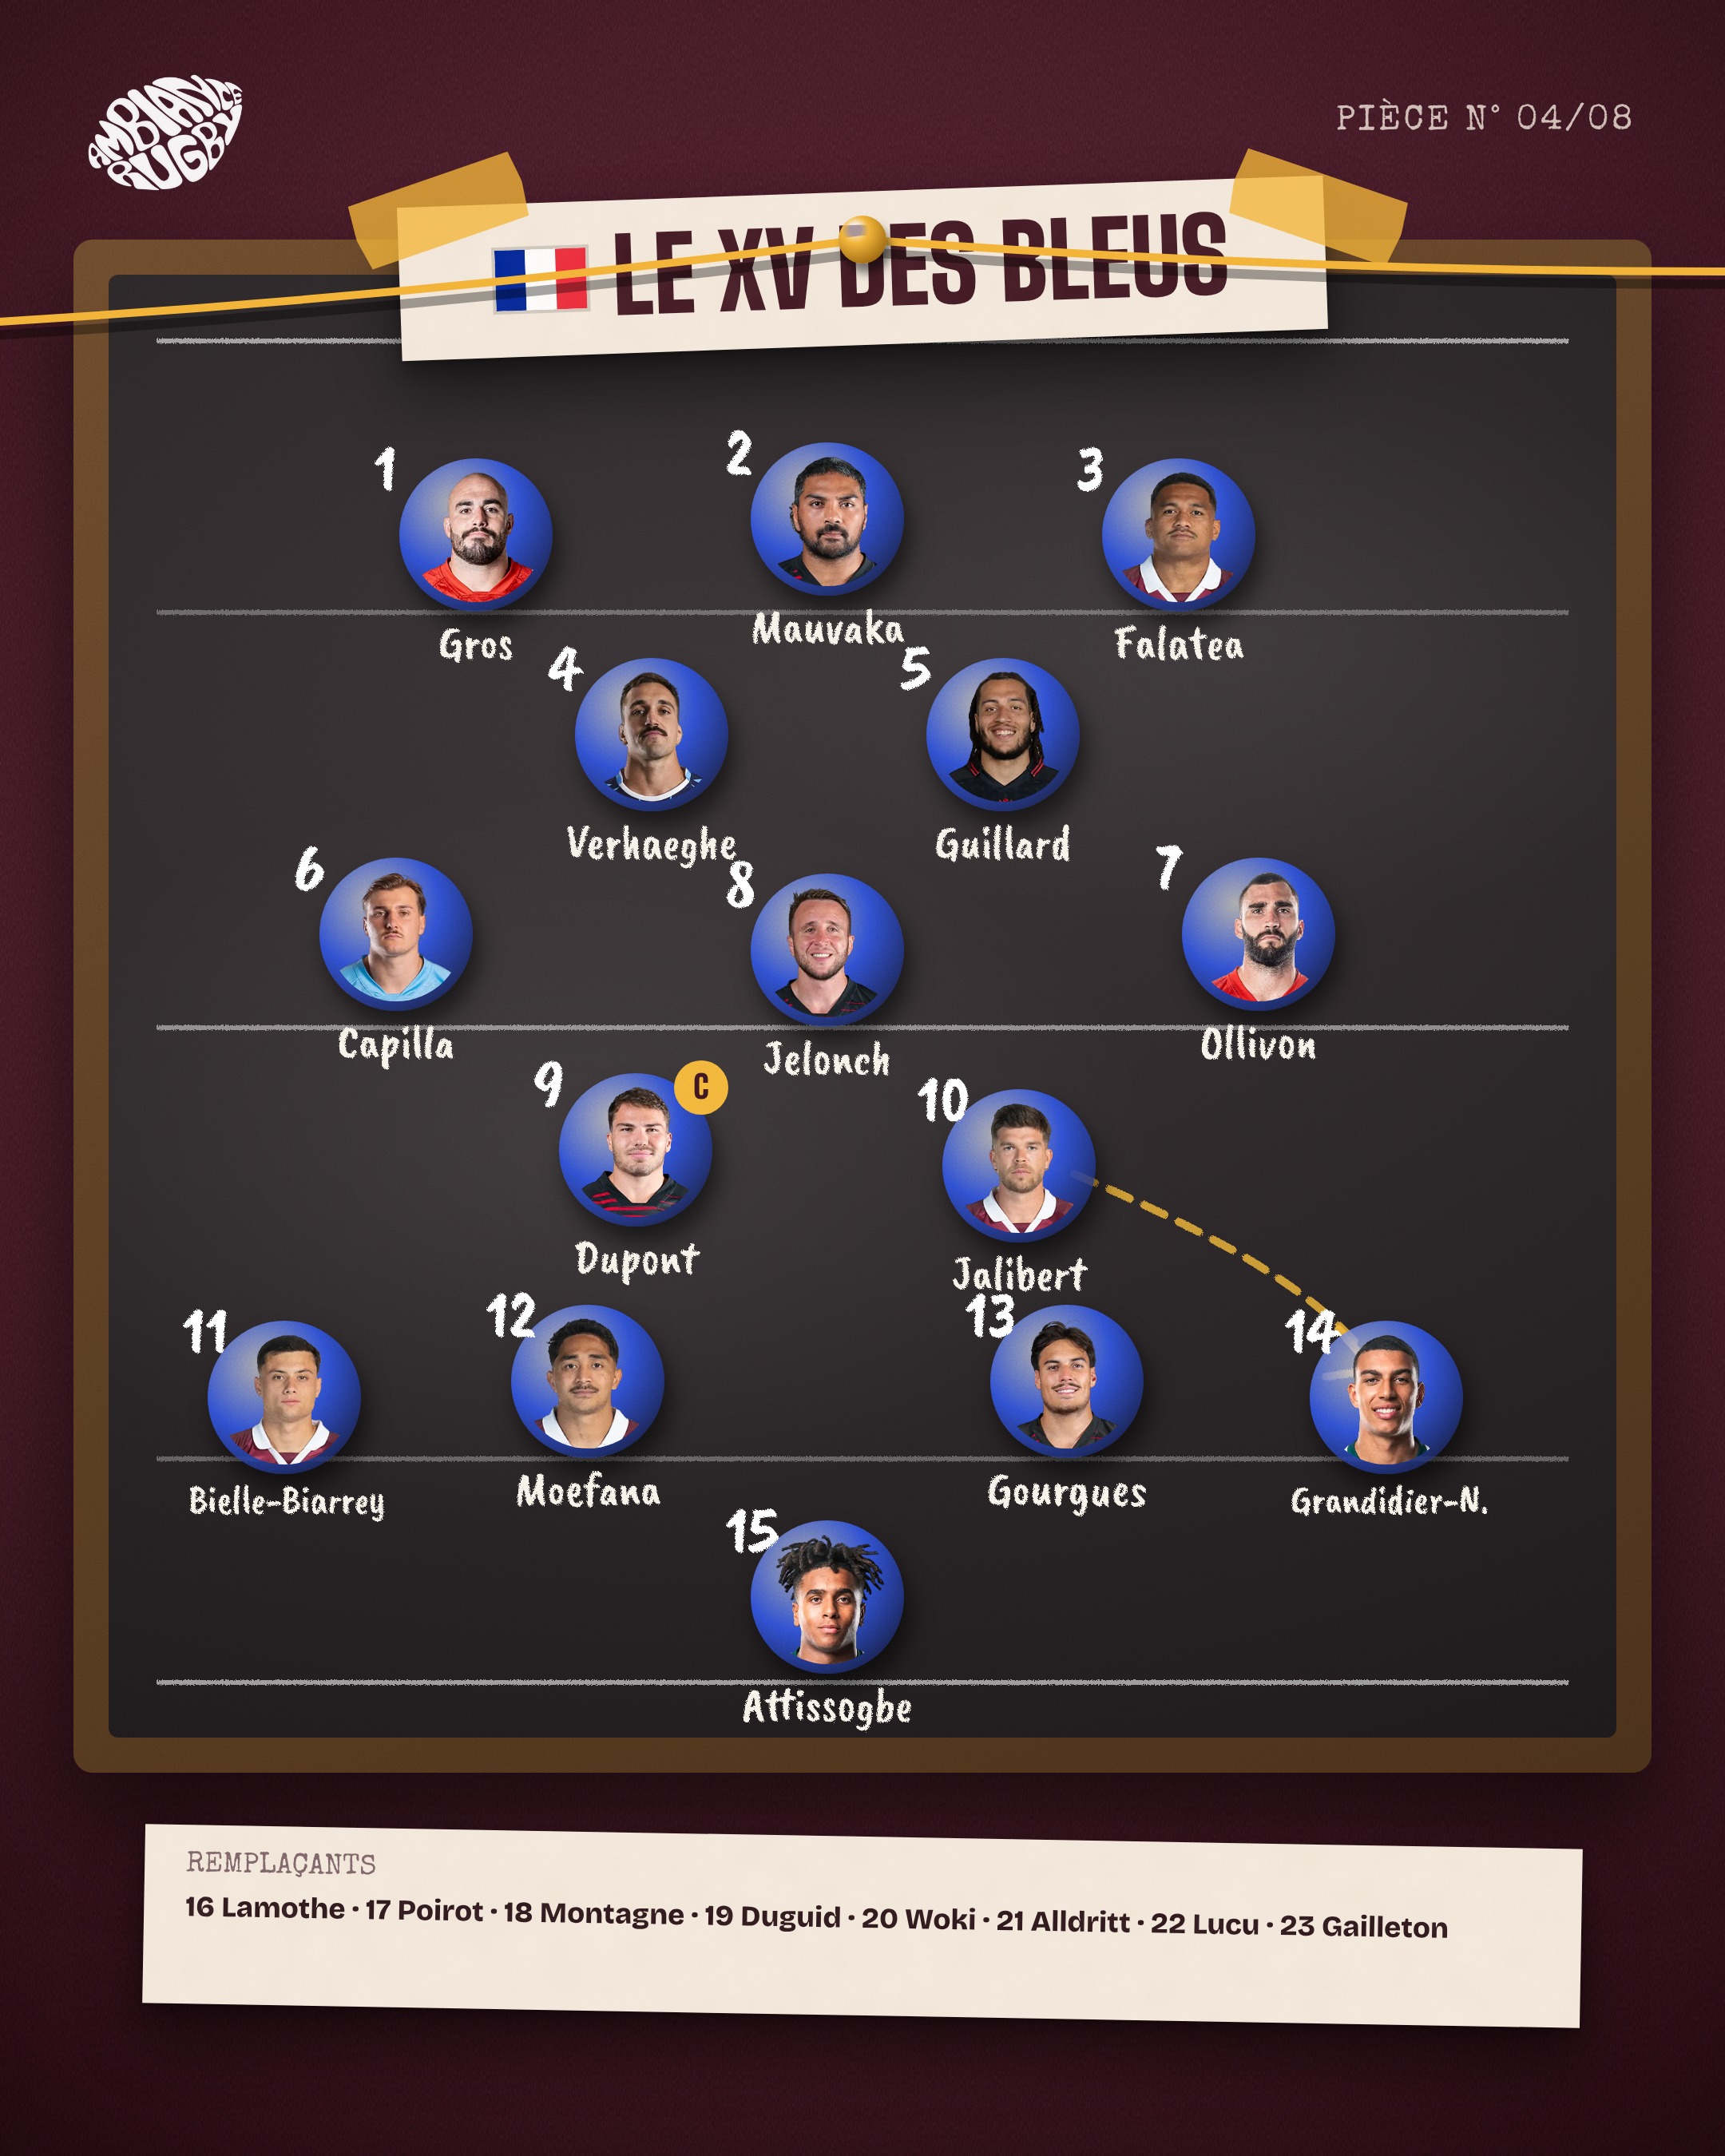 AMBIANCE
RUGBY
PIÈCE N° 04/08
LE XV DES BLEUS
1
2
3
Gros
Mauvaka
Falatea
4
5
Verhaeghe
Guillard
6
8
7
Capilla
Jelonch
Ollivon
9
C
10
Dupont
Jalibert
11
12
13
14
Bielle-Biarrey
Moefana
Gourgues
Grandidier-N.
15
Attissogbe
REMPLAÇANTS
16 Lamothe · 17 Poirot · 18 Montagne · 19 Duguid · 20 Woki · 21 Alldritt · 22 Lucu · 23 Gailleton